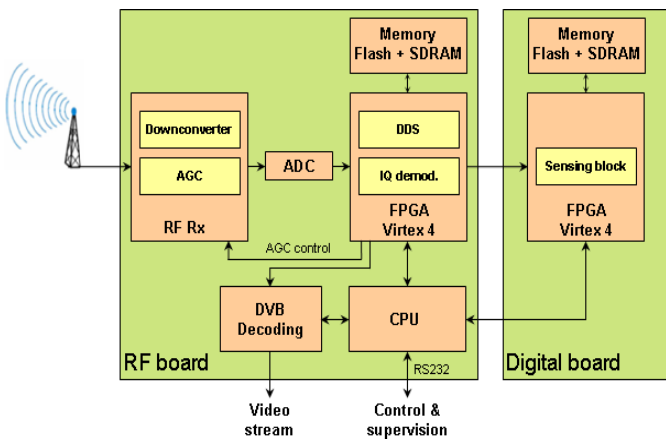 Memory
Flash + SDRAM
Memory
Flash + SDRAM
Downconverter
AGC
RF Rx
ADC
DDS
IQ demod.
FPGA
Virtex 4
Sensing block
FPGA
Virtex 4
AGC control
DVB
Decoding
CPU
RF board
RS232
Digital board
Video
stream
Control &
supervision